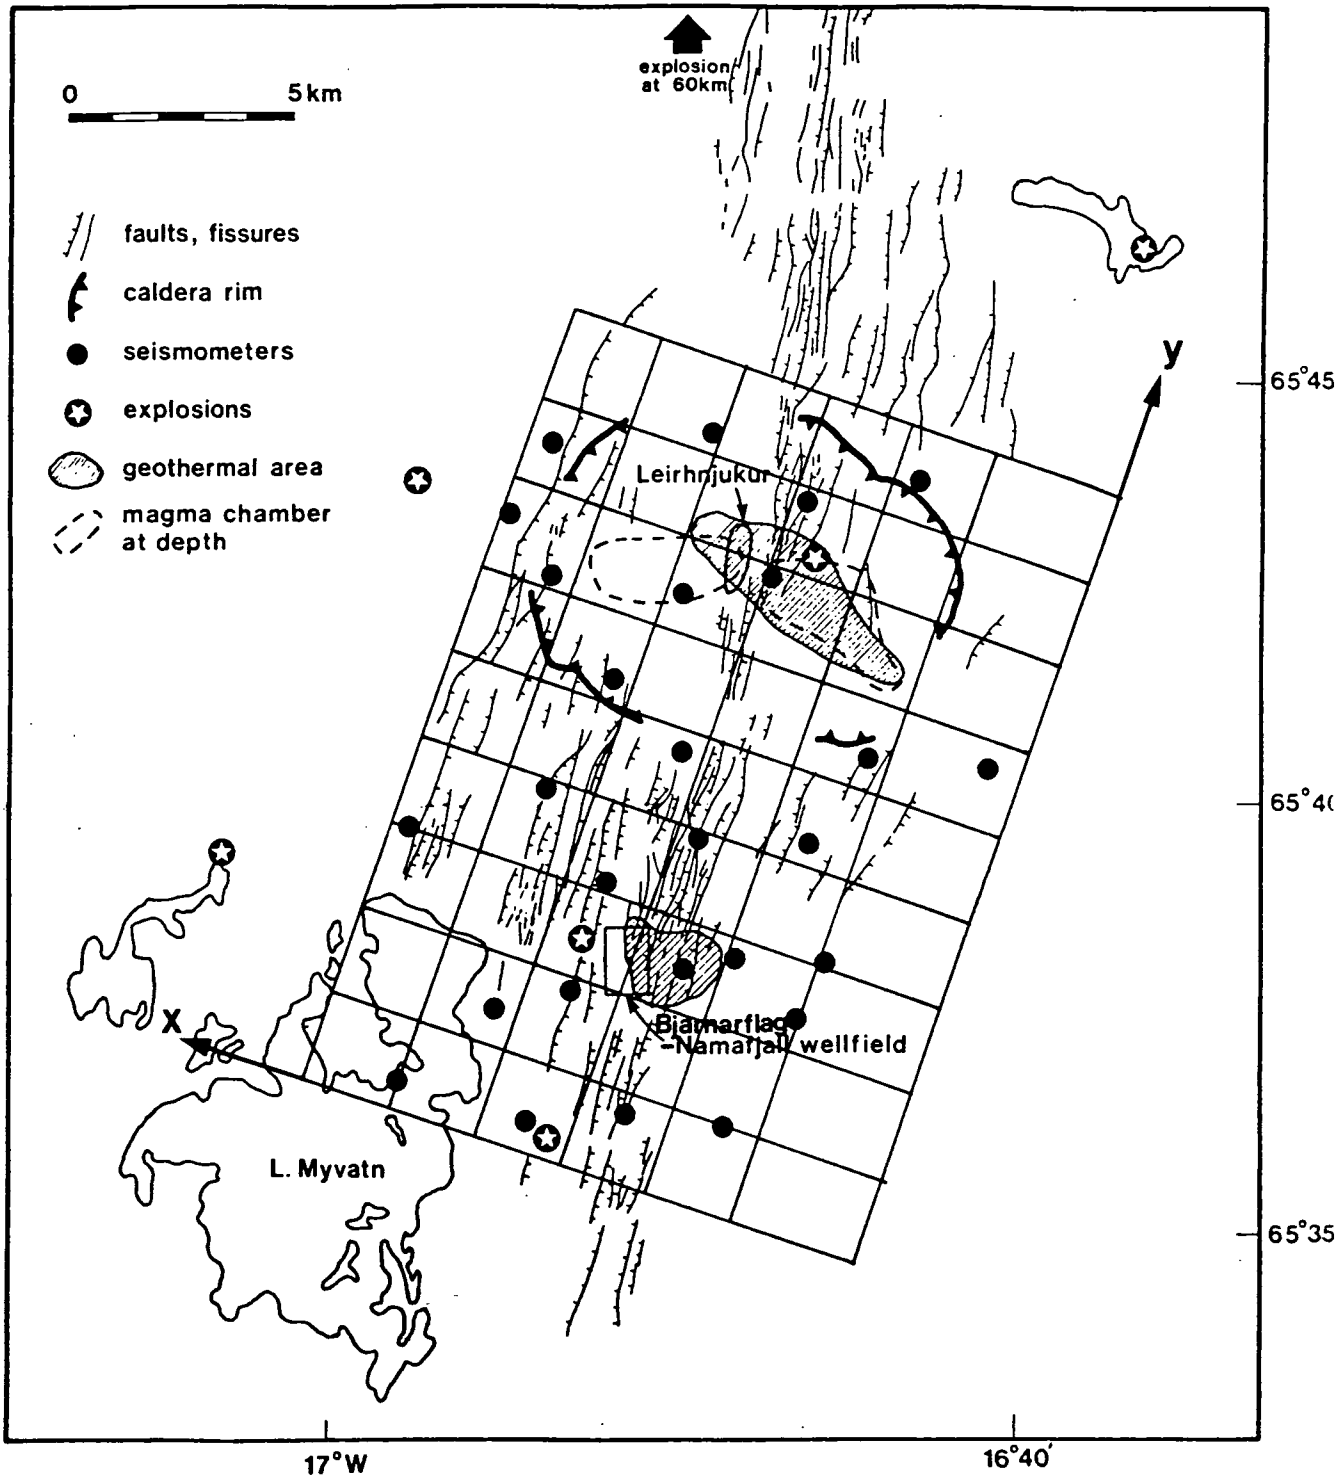 explosion
at 60km
0 5km
faults, fissures
caldera rim
seismometers
explosions
geothermal area
magma chamber
at depth
y
65°45
Leirhnjukur
65°40
X
Bjarnarflag
-Namafjall wellfield
L. Myvatn
65°35
17°W
16°40'